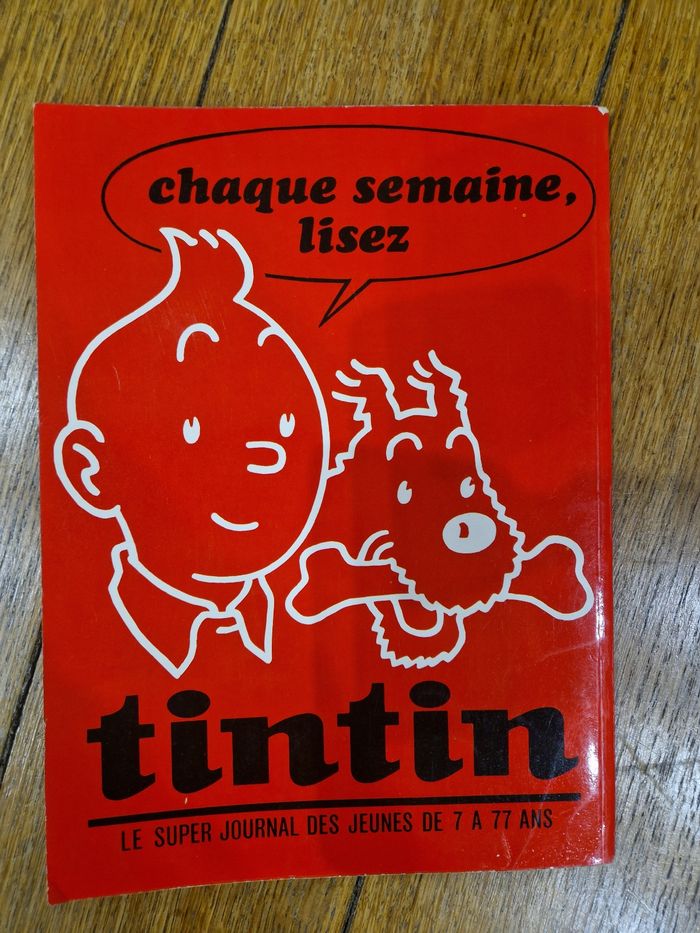 chaque semaine,
lisez
tintin
LE SUPER JOURNAL DES JEUNES DE 7 A 77 ANS